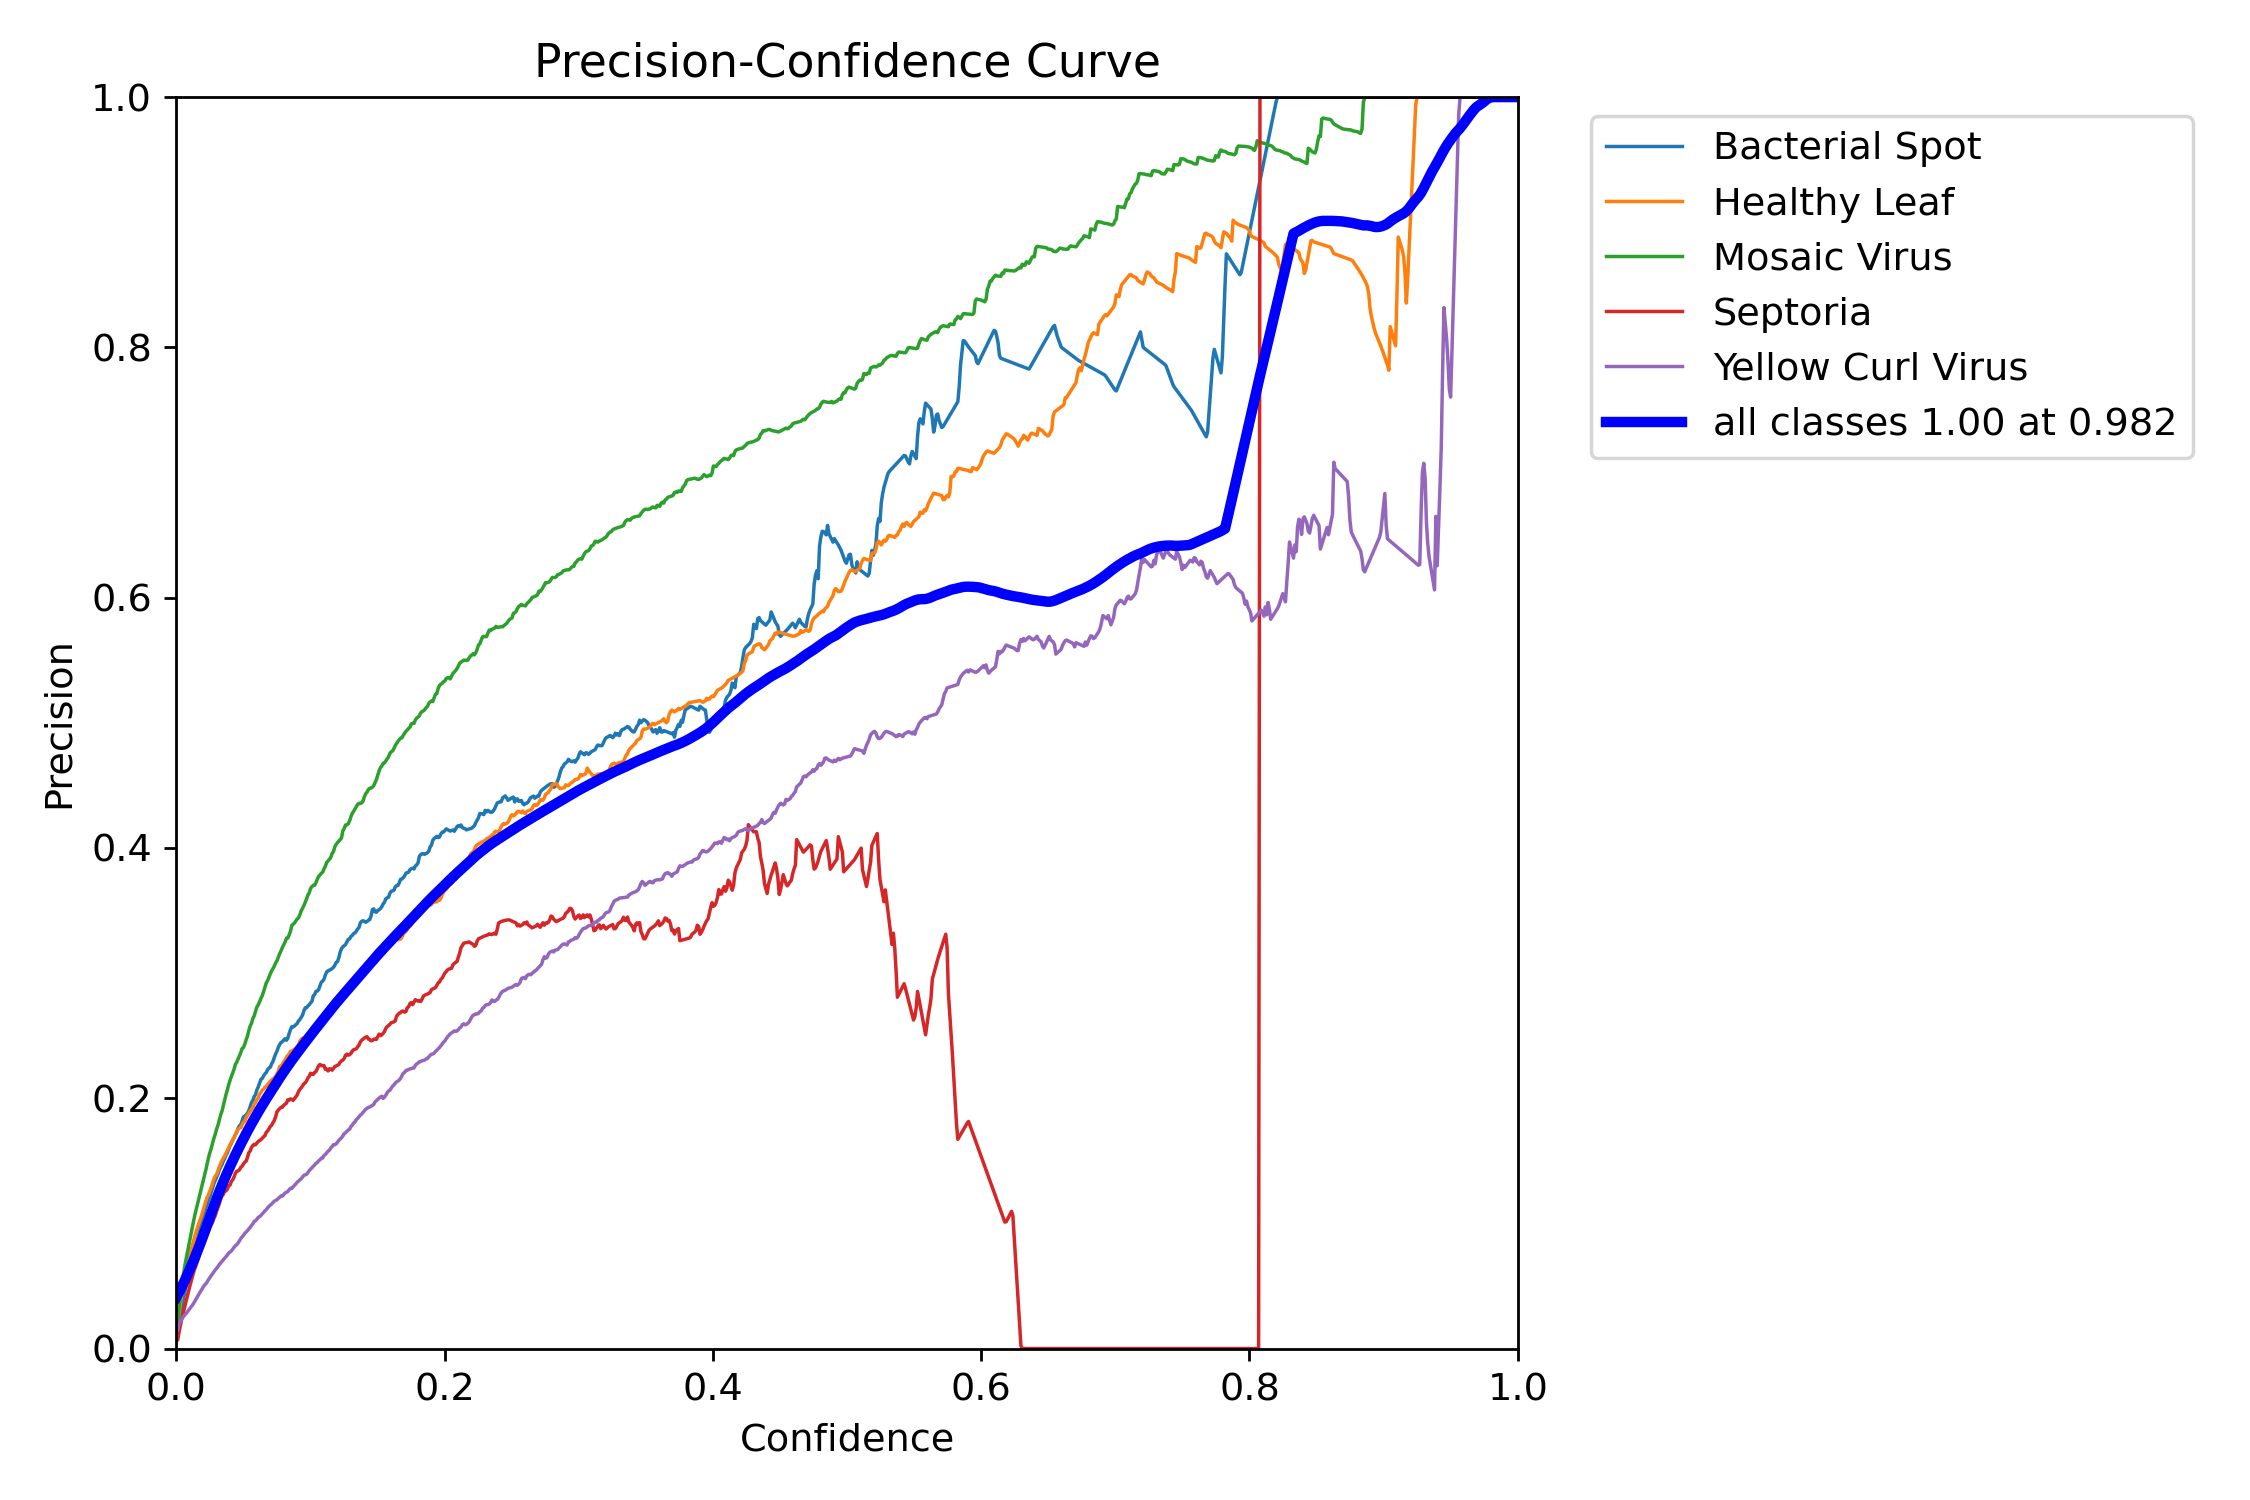 Precision-Confidence Curve
1.0
0.8
0.6
0.4
0.2
0.0
Precision
0.0 0.2 0.4 0.6 0.8 1.0
Confidence
Bacterial Spot
Healthy Leaf
Mosaic Virus
Septoria
Yellow Curl Virus
all classes 1.00 at 0.982